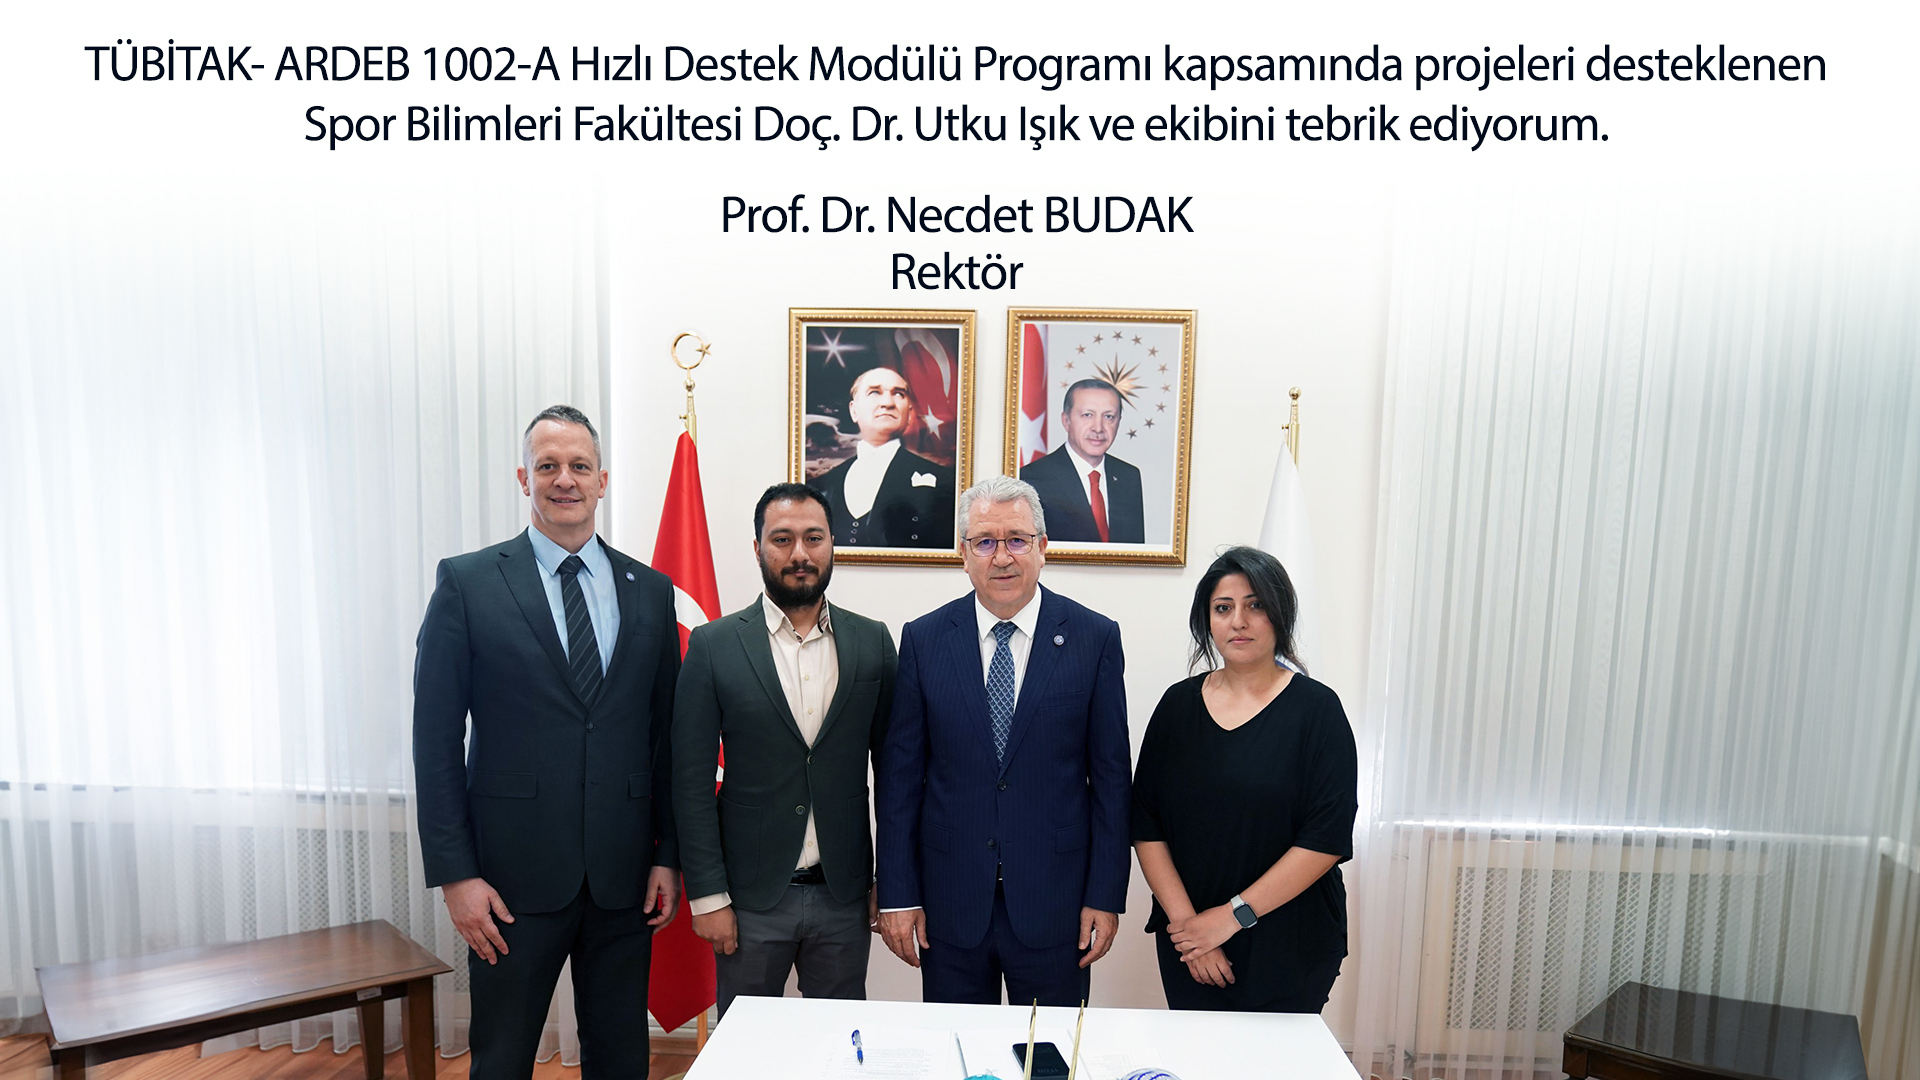 TÜBİTAK- ARDEB 1002-A Hızlı Destek Modülü Programı kapsamında projeleri desteklenen
Spor Bilimleri Fakültesi Doç. Dr. Utku Işık ve ekibini tebrik ediyorum.
Prof. Dr. Necdet BUDAK
Rektör